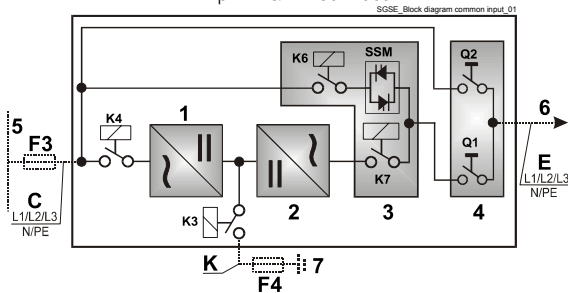 SGSE_Block diagram common input_01
K6
SSM
Q2
K4
1
5
6
F3
Q1
E
C
K7
L1/L2/L3
L1/L2/L3
N/PE
N/PE
K3
2
3
4
K
7
F4